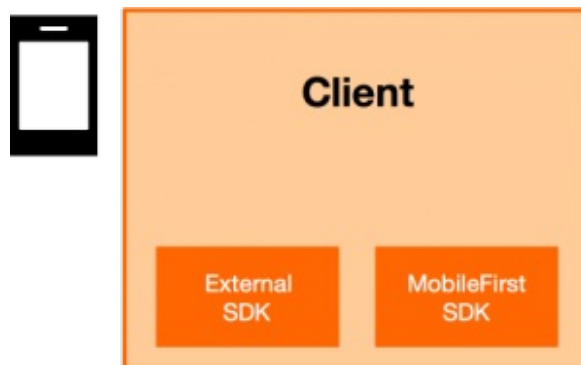 Client
External
SDK
MobileFirst
SDK